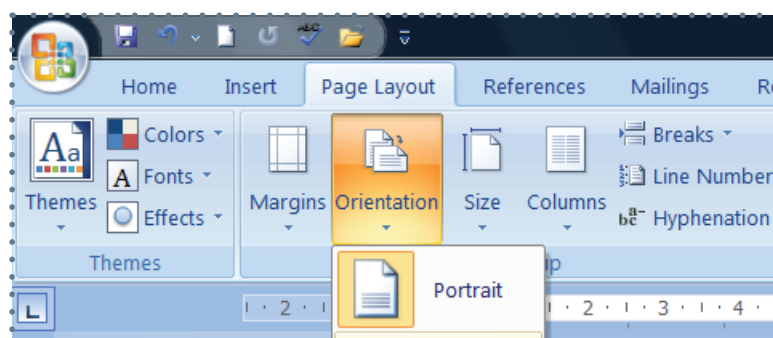 Home Insert Page Layout References Mailings
Colors
Breaks
Aa
A Fonts
Line Number
Themes
Margins Orientation Size Columns
Effects
Hyphenation
Themes
Portrait
2 2 3 4